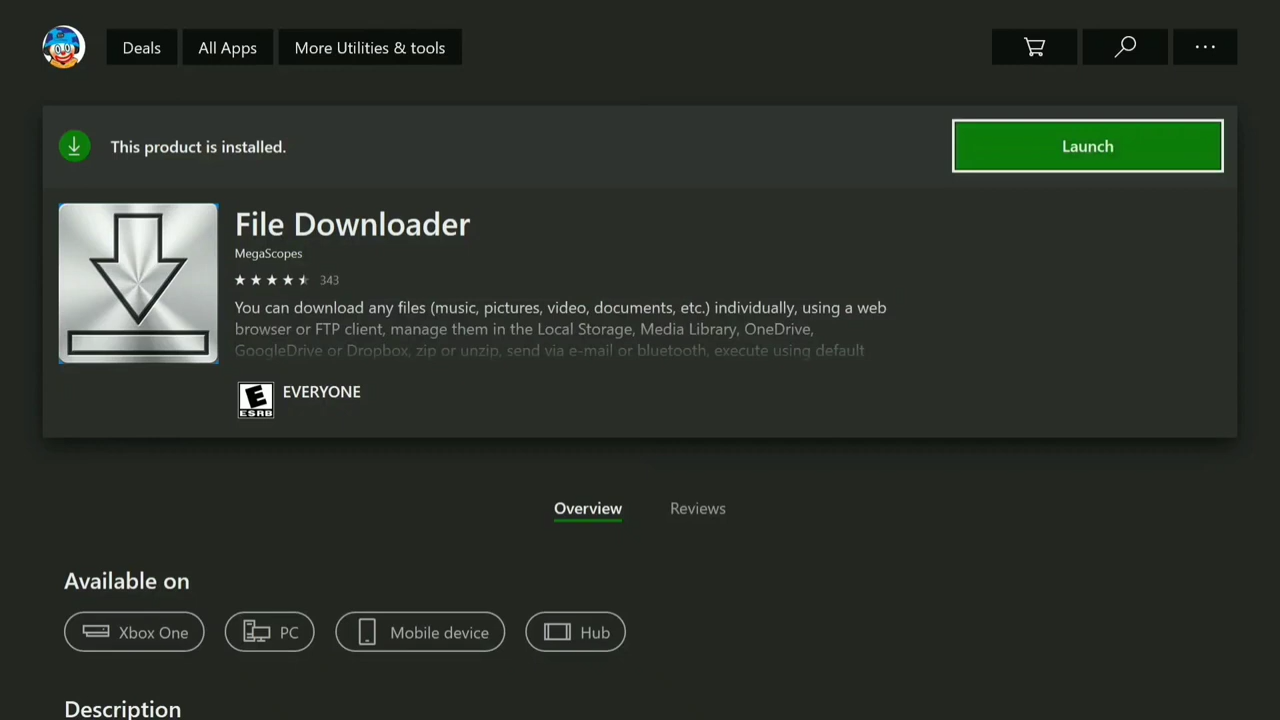 Deals
All Apps
More Utilities & tools
This product is installed.
Launch
File Downloader
MegaScopes
343
You can download any files (music, pictures, video, documents, etc.) individually, using a web
browser or FTP client, manage them in the Local Storage, Media Library, OneDrive,
GoogleDrive or Dropbox, zip or unzip, send via e-mail or bluetooth, execute using default
E
ESRB
EVERYONE
Overview
Reviews
Available on
Xbox One
PC
Mobile device
Hub
Description